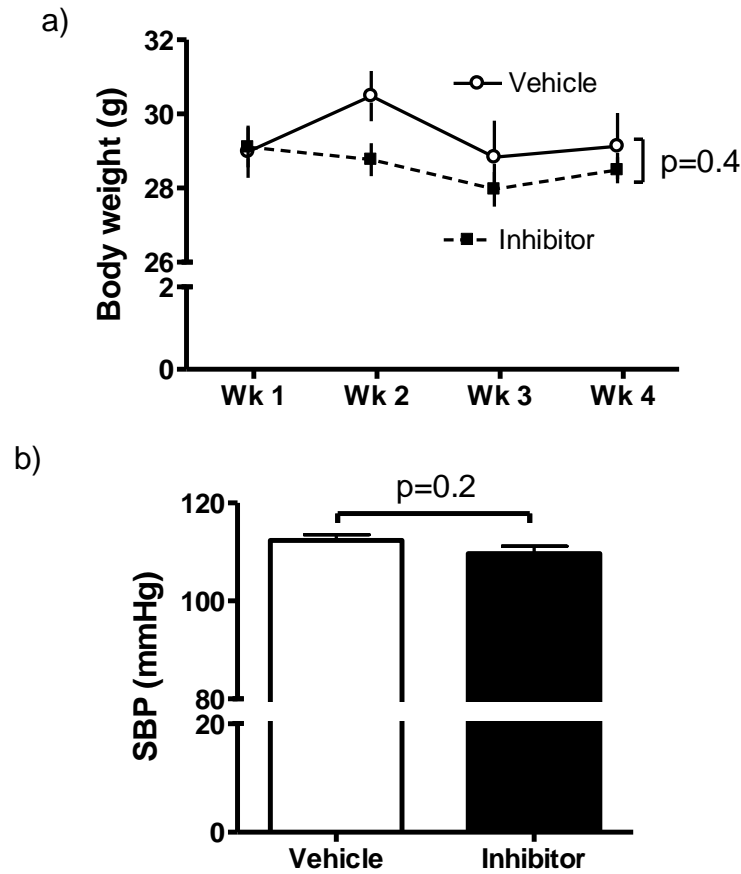 a)
32
30
28
26
2
0
Body weight (g)
Vehicle
p=0.4
Inhibitor
Wk 1 Wk 2 Wk 3 Wk 4
b)
p=0.2
120
100
80
20
0
SBP (mmHg)
Vehicle Inhibitor